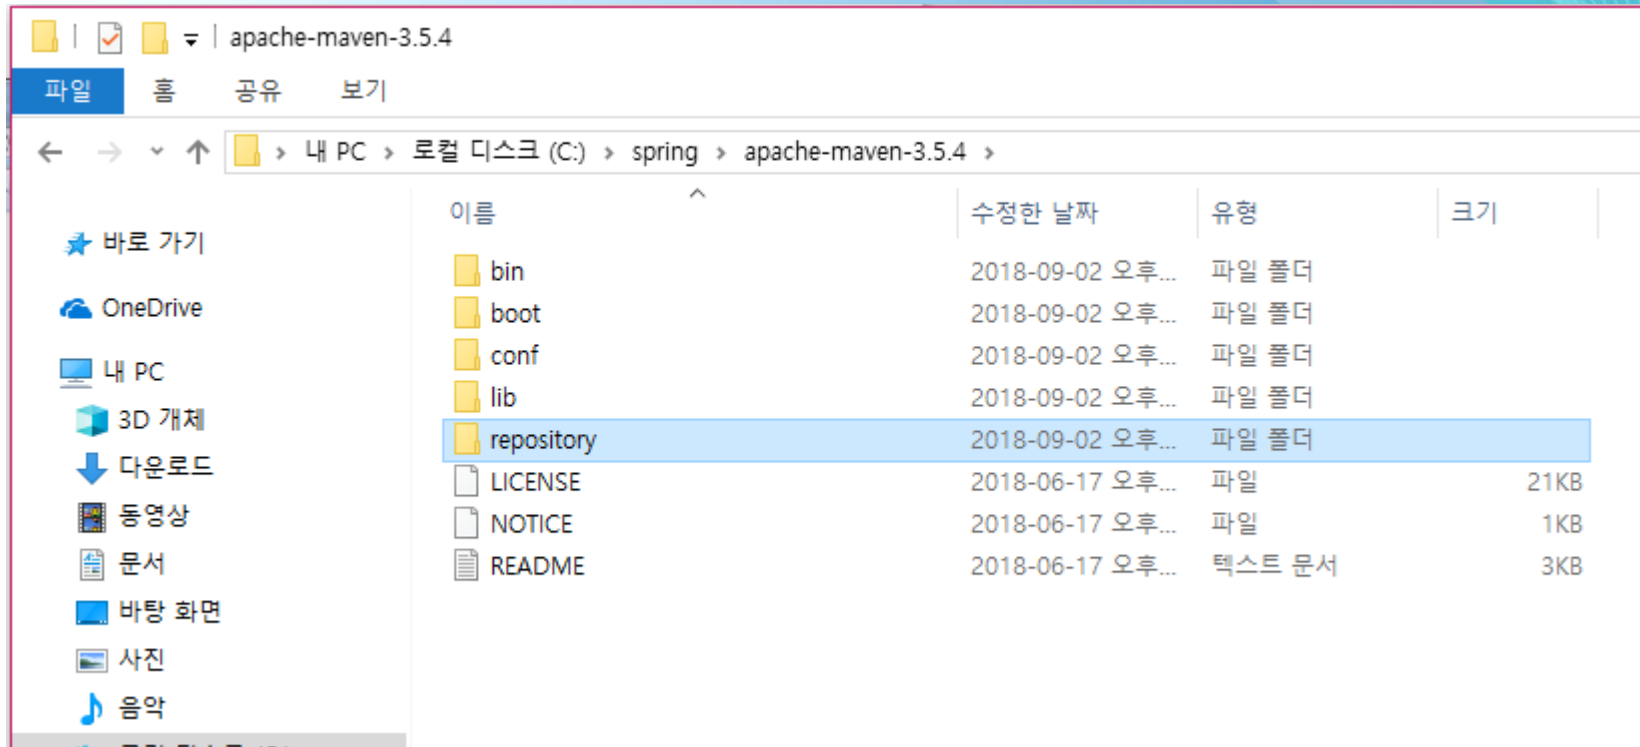 apache-maven-3.5.4
파일 홈 공유 보기
내 PC 로컬 디스크 (C:) spring apache-maven-3.5.4
이름 수정한 날짜 유형 크기
바로 가기
OneDrive
내 PC
3D 개체
다운로드
동영상
문서
바탕 화면
사진
음악
bin 2018-09-02 오후... 파일 폴더
boot 2018-09-02 오후... 파일 폴더
conf 2018-09-02 오후... 파일 폴더
lib 2018-09-02 오후... 파일 폴더
repository 2018-09-02 오후... 파일 폴더
LICENSE 2018-06-17 오후... 파일 21KB
NOTICE 2018-06-17 오후... 파일 1KB
README 2018-06-17 오후... 텍스트 문서 3KB